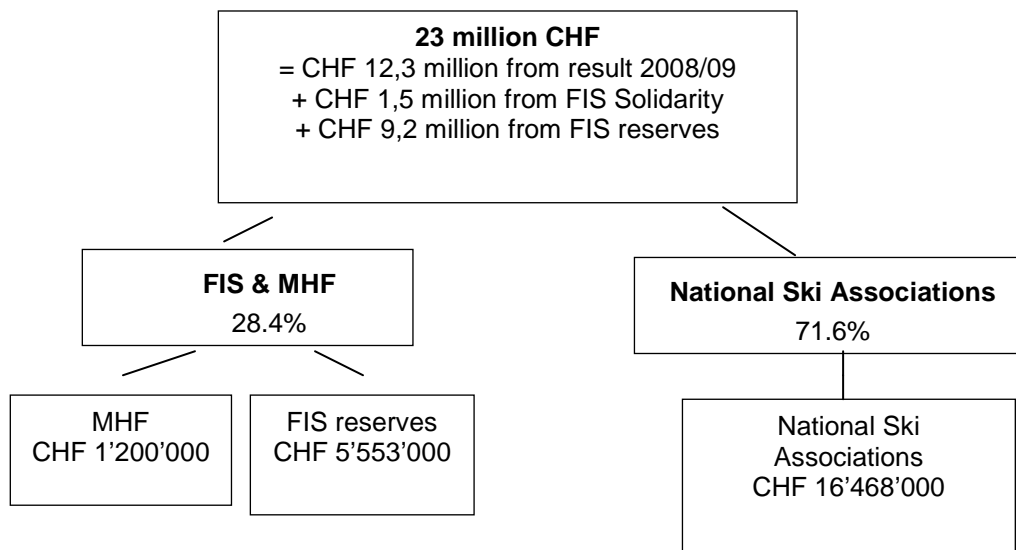 23 million CHF
= CHF 12,3 million from result 2008/09
+ CHF 1,5 million from FIS Solidarity
+ CHF 9,2 million from FIS reserves
FIS & MHF
28.4%
National Ski Associations
71.6%
MHF
CHF 1’200’000
FIS reserves
CHF 5’553’000
National Ski
Associations
CHF 16’468’000